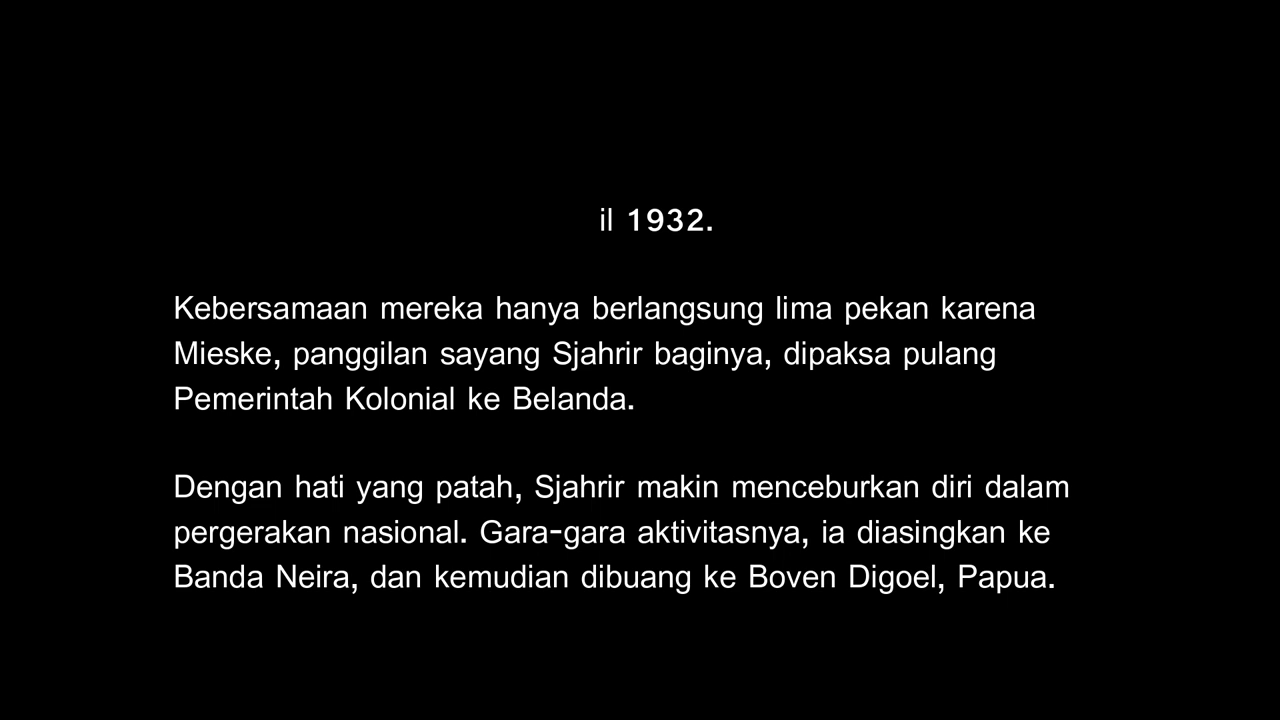 il 1932.
Kebersamaan mereka hanya berlangsung lima pekan karena
Mieske, panggilan sayang Sjahrir baginya, dipaksa pulang
Pemerintah Kolonial ke Belanda.
Dengan hati yang patah, Sjahrir makin menceburkan diri dalam
pergerakan nasional. Gara-gara aktivitasnya, ia diasingkan ke
Banda Neira, dan kemudian dibuang ke Boven Digoel, Papua.